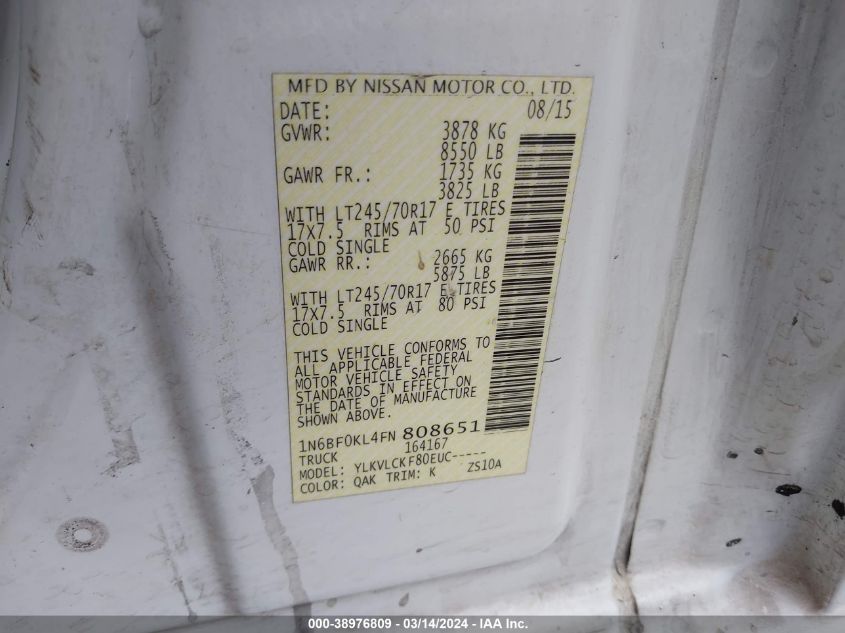 MFD BY NISSAN MOTOR CO., LTD.
DATE: 08/15
GVWR: 3878 KG
8550 LB
GAWR FR.: 1735 KG
3825 LB
WITH LT245/70R17 E TIRES
17X7.5 RIMS AT 50 PSI
COLD SINGLE
GAWR RR.: 2665 KG
5875 LB
WITH LT245/70R17 E TIRES
17X7.5 RIMS AT 80 PSI
COLD SINGLE
THIS VEHICLE CONFORMS TO
ALL APPLICABLE FEDERAL
MOTOR VEHICLE SAFETY
STANDARDS IN EFFECT ON
THE DATE OF MANUFACTURE
SHOWN ABOVE.
1N6BF0KL4FN 808651
TRUCK 164167
MODEL: YLKVLCKF80EUC-----
COLOR: QAK TRIM: K ZS10A
000-38976809 - 03/14/2024 - IAA Inc.